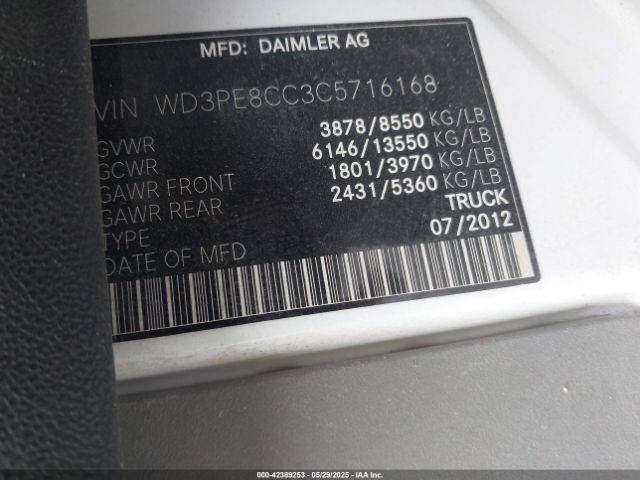 MFD: DAIMLER AG
VIN WD3PE8CC3C5716168
GVWR 3878/8550 KG/LB
GCWR 6146/13550 KG/LB
GAWR FRONT 1801/3970 KG/LB
GAWR REAR 2431/5360 KG/LB
TYPE TRUCK
DATE OF MFD 07/2012
000-42389253 - 05/29/2025 - IAA Inc.